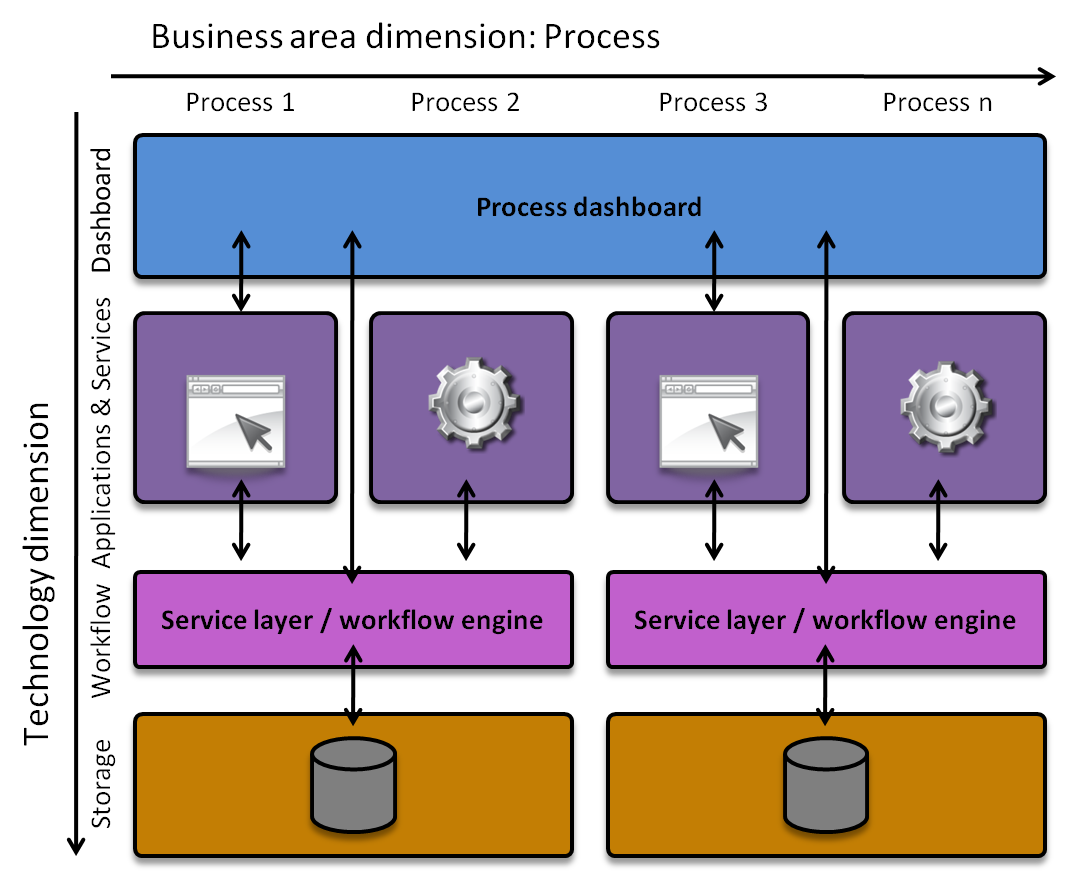 Business area dimension: Process
Process 1
Process 2
Process 3
Process n
Technology dimension
Dashboard
Process dashboard
Applications & Services
Workflow
Service layer / workflow engine
Service layer / workflow engine
Storage